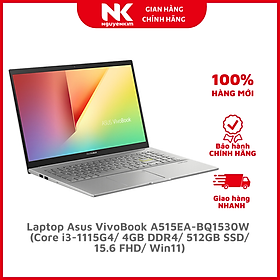 NK
NGUYENKIM
GIAN HÀNG
CHÍNH HÃNG
VivoBook
100%
HÀNG MỚI
Bảo hành
CHÍNH HÃNG
Giao hàng
NHANH
Laptop Asus VivoBook A515EA-BQ1530W
(Core i3-1115G4/ 4GB DDR4/ 512GB SSD/
15.6 FHD/ Win11)